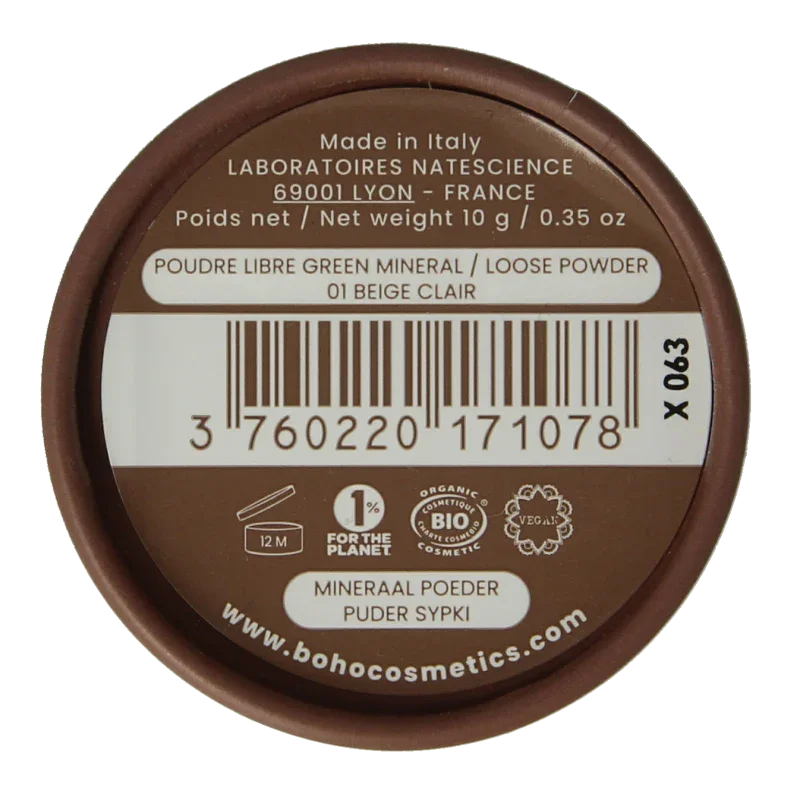 Made in Italy
LABORATOIRES NATESCIENCE
69001 LYON - FRANCE
Poids net / Net weight 10 g / 0.35 oz
POUDRE LIBRE GREEN MINERAL / LOOSE POWDER
01 BEIGE CLAIR
X 063
3 760220 171078
12 M
1%
FOR THE
PLANET
ORGANIC
COSMETIQUE
BIO
CHARTE COSMEBIO
COSMETIC
®
VEGAN
MINERAAL POEDER
PUDER SYPKI
www.bohocosmetics.com